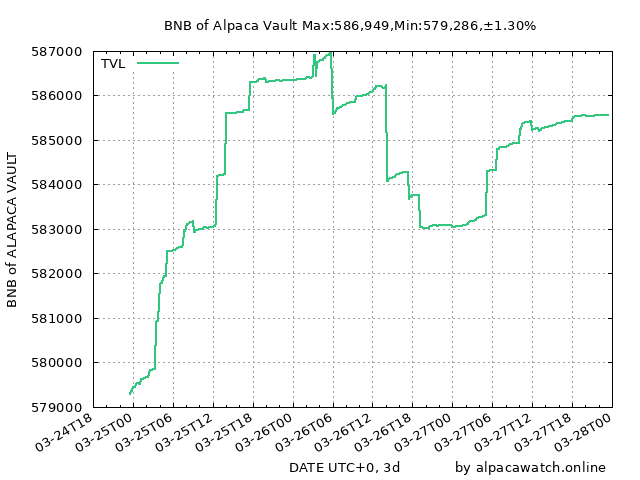 BNB of Alpaca Vault Max:586,949,Min:579,286,±1.30%
TVL
587000
586000
585000
584000
583000
582000
581000
580000
579000
BNB of ALAPACA VAULT
03-24T18
03-25T00
03-25T06
03-25T12
03-25T18
03-26T00
03-26T06
03-26T12
03-26T18
03-27T00
03-27T06
03-27T12
03-27T18
03-28T00
DATE UTC+0, 3d
by alpacawatch.online